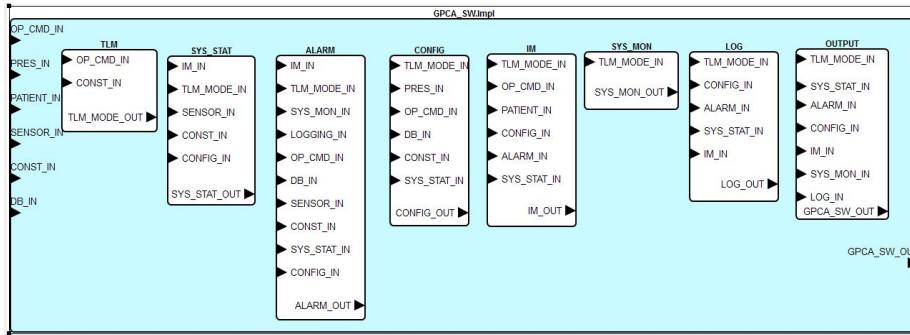 GPCA_SW.Impl
OP_CMD_IN
PRES_IN
PATIENT_IN
SENSOR_IN
CONST_IN
DB_IN
TLM
OP_CMD_IN
CONST_IN
TLM_MODE_OUT
SYS_STAT
IM_IN
TLM_MODE_IN
SENSOR_IN
CONST_IN
CONFIG_IN
SYS_STAT_OUT
ALARM
IM_IN
TLM_MODE_IN
SYS_MON_IN
LOGGING_IN
OP_CMD_IN
DB_IN
SENSOR_IN
CONST_IN
SYS_STAT_IN
CONFIG_IN
ALARM_OUT
CONFIG
TLM_MODE_IN
PRES_IN
OP_CMD_IN
DB_IN
CONST_IN
SYS_STAT_IN
CONFIG_OUT
IM
TLM_MODE_IN
OP_CMD_IN
PATIENT_IN
CONFIG_IN
ALARM_IN
SYS_STAT_IN
IM_OUT
SYS_MON
TLM_MODE_IN
SYS_MON_OUT
LOG
TLM_MODE_IN
CONFIG_IN
ALARM_IN
SYS_STAT_IN
IM_IN
LOG_OUT
OUTPUT
TLM_MODE_IN
SYS_STAT_IN
ALARM_IN
CONFIG_IN
IM_IN
SYS_MON_IN
LOG_IN
GPCA_SW_OUT
GPCA_SW_OU